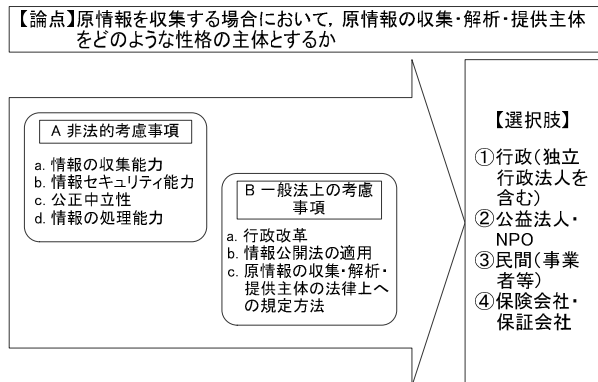 【論点】原情報を収集する場合において，原情報の収集・解析・提供主体
をどのような性格の主体とするか
A 非法的考慮事項
a. 情報の収集能力
b. 情報セキュリティ能力
c. 公正中立性
d. 情報の処理能力
B 一般法上の考慮
事項
a. 行政改革
b. 情報公開法の適用
c. 原情報の収集・解析・
提供主体の法律上へ
の規定方法
【選択肢】
①行政（独立
行政法人を
含む）
②公益法人・
NPO
③民間（事業
者等）
④保険会社・
保証会社